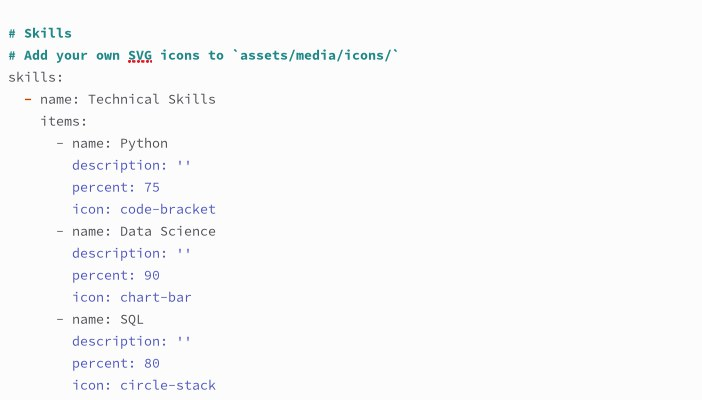 # Skills
# Add your own SVG icons to `assets/media/icons/`
skills:
  - name: Technical Skills
    items:
      - name: Python
        description: ''
        percent: 75
        icon: code-bracket
      - name: Data Science
        description: ''
        percent: 90
        icon: chart-bar
      - name: SQL
        description: ''
        percent: 80
        icon: circle-stack